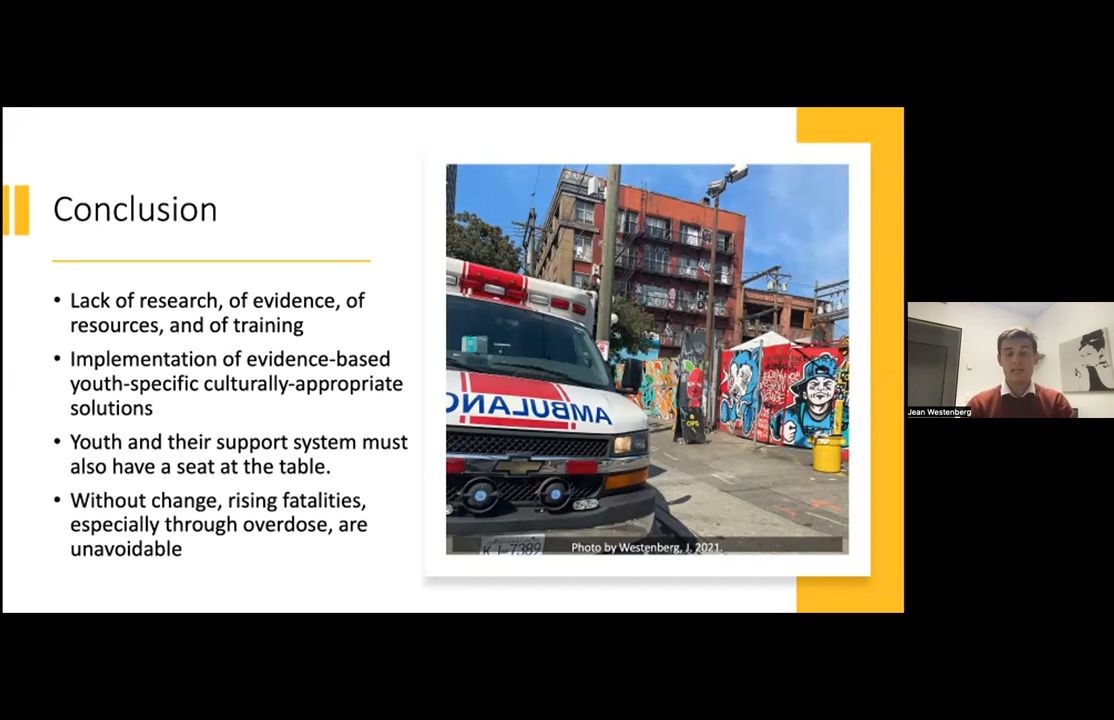 Conclusion
• Lack of research, of evidence, of
resources, and of training
• Implementation of evidence-based
youth-specific culturally-appropriate
solutions
• Youth and their support system must
also have a seat at the table.
• Without change, rising fatalities,
especially through overdose, are
unavoidable
AMBULANC
OPS
Photo by Westenberg, J. 2021.
Jean Westenberg